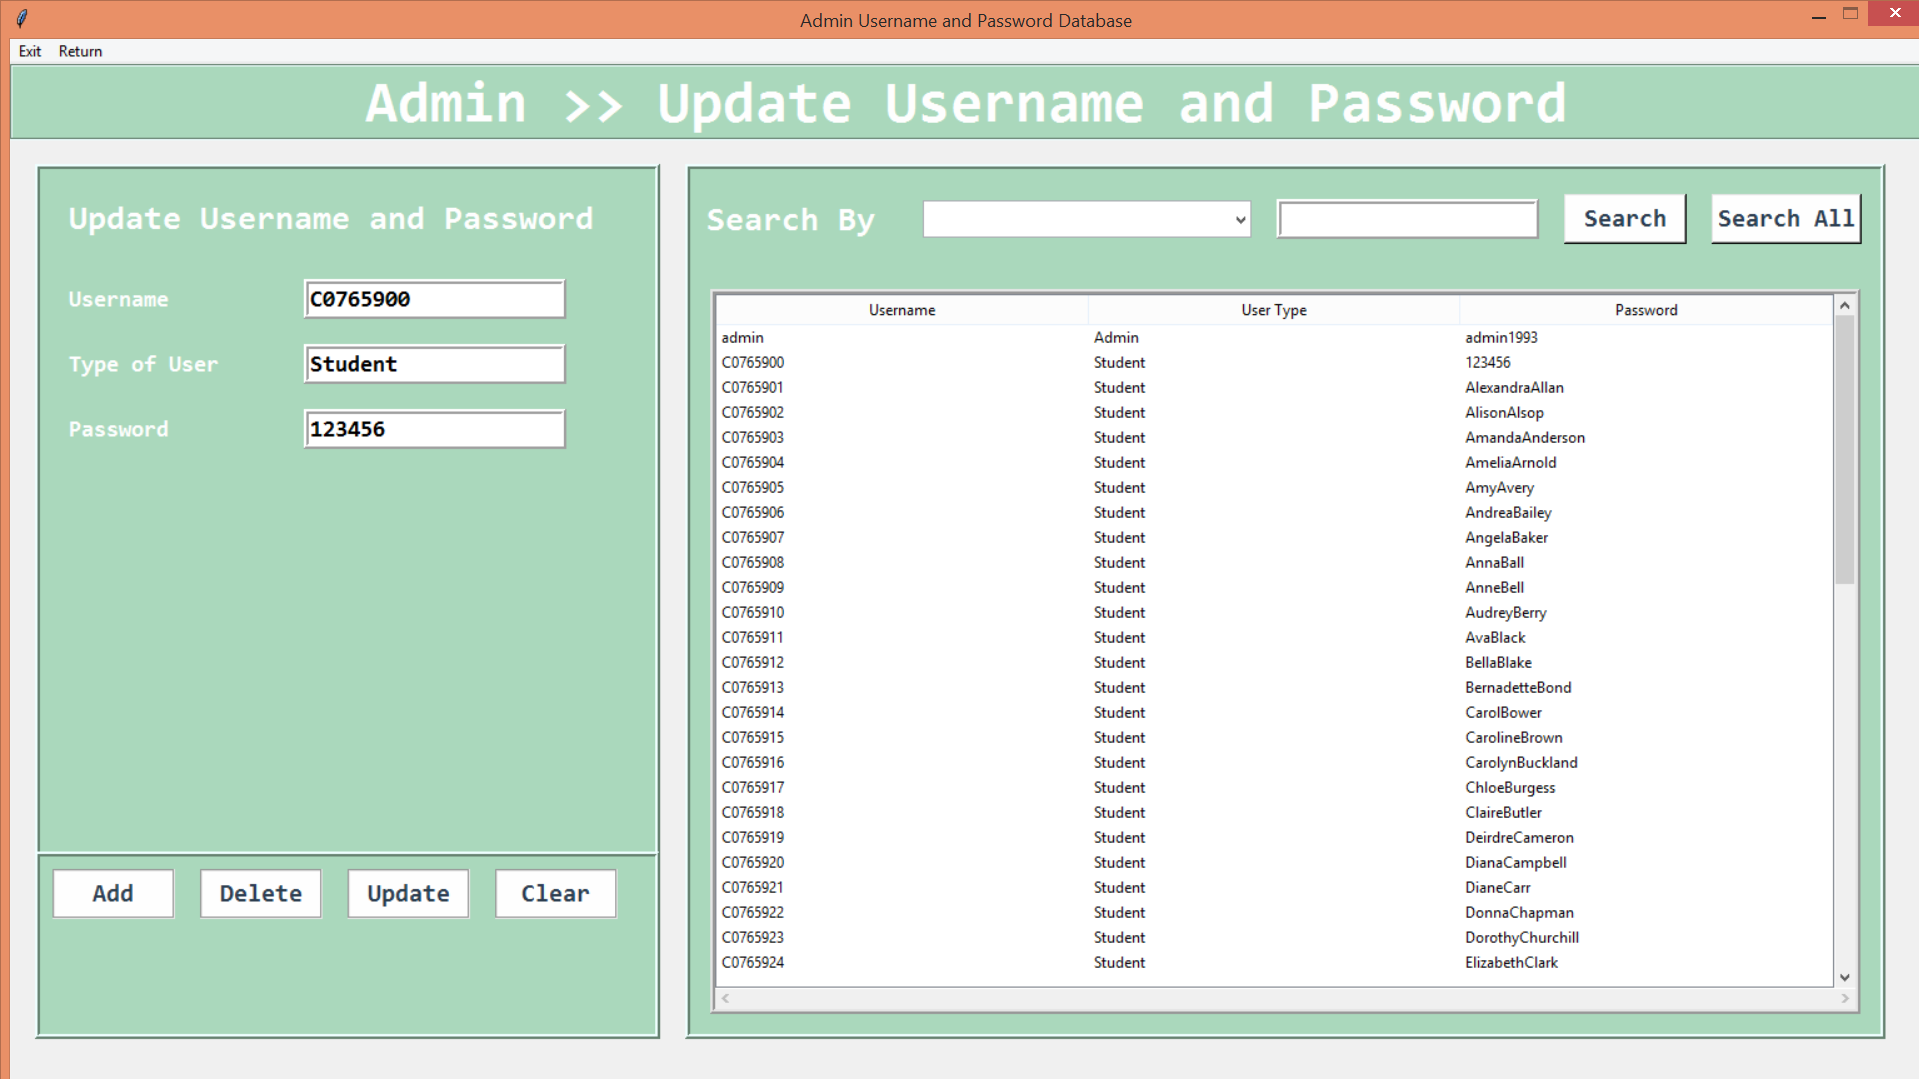 Admin Username and Password Database
Exit Return
Admin >> Update Username and Password
Update Username and Password
Username C0765900
Type of User Student
Password 123456
Add Delete Update Clear
Search By Search Search All
Username User Type Password
admin Admin admin1993
C0765900 Student 123456
C0765901 Student AlexandraAllan
C0765902 Student AlisonAlsop
C0765903 Student AmandaAnderson
C0765904 Student AmeliaArnold
C0765905 Student AmyAvery
C0765906 Student AndreaBailey
C0765907 Student AngelaBaker
C0765908 Student AnnaBall
C0765909 Student AnneBell
C0765910 Student AudreyBerry
C0765911 Student AvaBlack
C0765912 Student BellaBlake
C0765913 Student BernadetteBond
C0765914 Student CarolBower
C0765915 Student CarolineBrown
C0765916 Student CarolynBuckland
C0765917 Student ChloeBurgess
C0765918 Student ClaireButler
C0765919 Student DeirdreCameron
C0765920 Student DianaCampbell
C0765921 Student DianeCarr
C0765922 Student DonnaChapman
C0765923 Student DorothyChurchill
C0765924 Student ElizabethClark